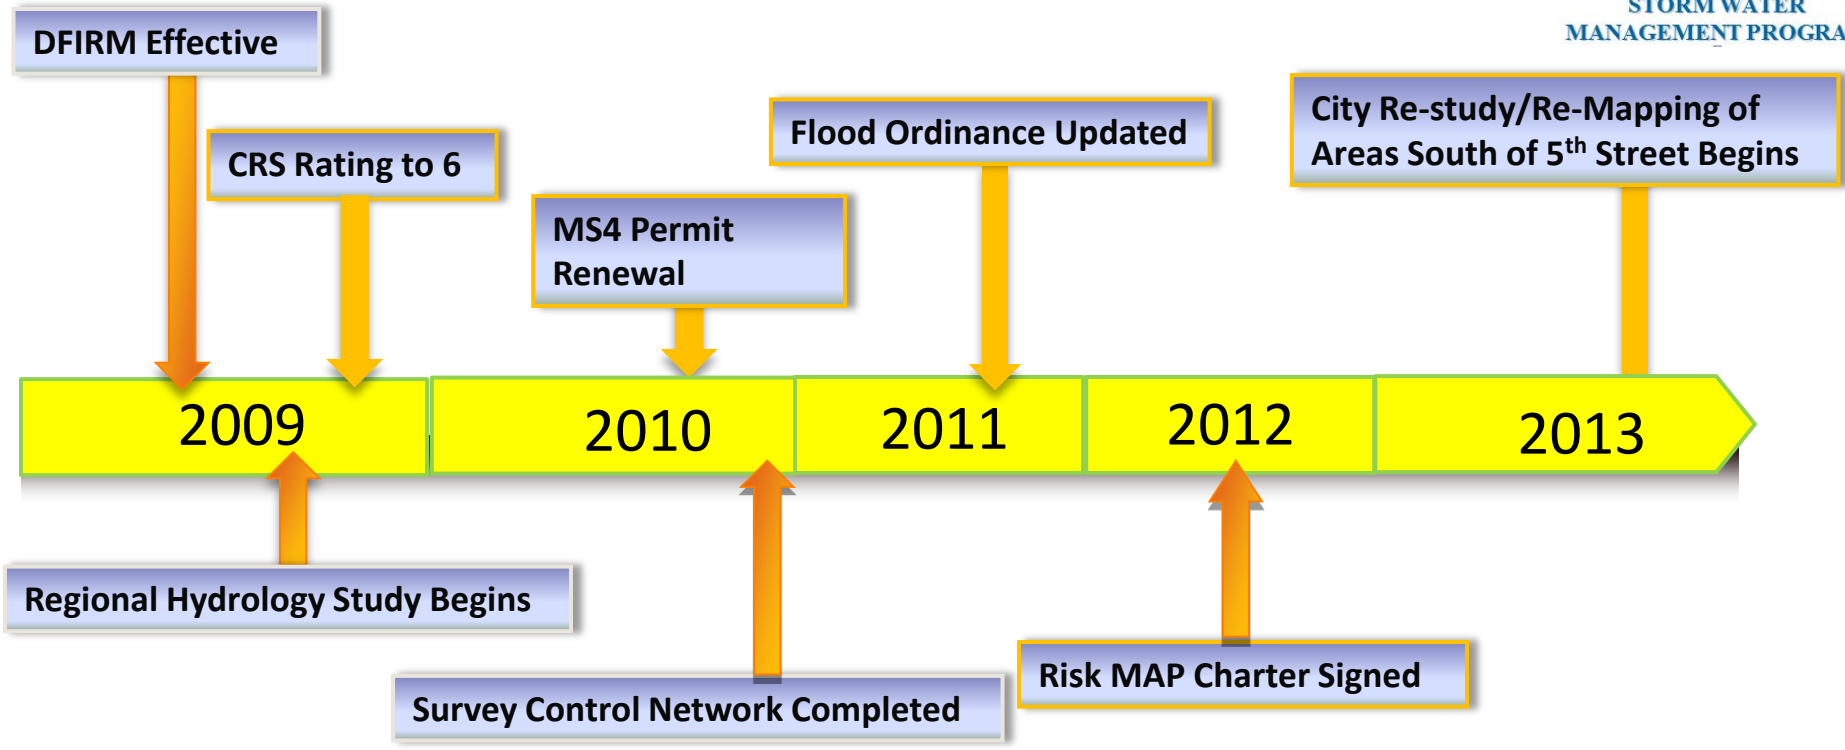 STORM WATER
MANAGEMENT PROGRA
DFIRM Effective
CRS Rating to 6
MS4 Permit
Renewal
Flood Ordinance Updated
City Re-study/Re-Mapping of
Areas South of 5th Street Begins
2009
2010
2011
2012
2013
Regional Hydrology Study Begins
Survey Control Network Completed
Risk MAP Charter Signed